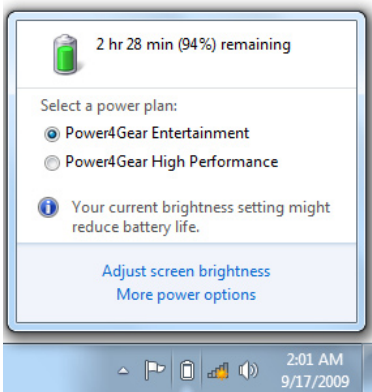 2 hr 28 min (94%) remaining
Select a power plan:
Power4Gear Entertainment
Power4Gear High Performance
Your current brightness setting might
reduce battery life.
Adjust screen brightness
More power options
2:01 AM
9/17/2009